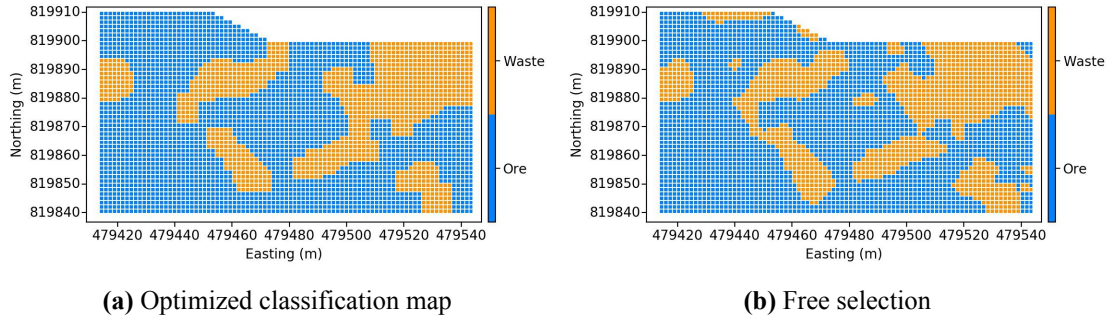 819910
819900
819890
819880
819870
819860
819850
819840
Northing (m)
479420 479440 479460 479480 479500 479520 479540
Easting (m)
Waste
Ore
(a) Optimized classification map
819910
819900
819890
819880
819870
819860
819850
819840
Northing (m)
479420 479440 479460 479480 479500 479520 479540
Easting (m)
Waste
Ore
(b) Free selection